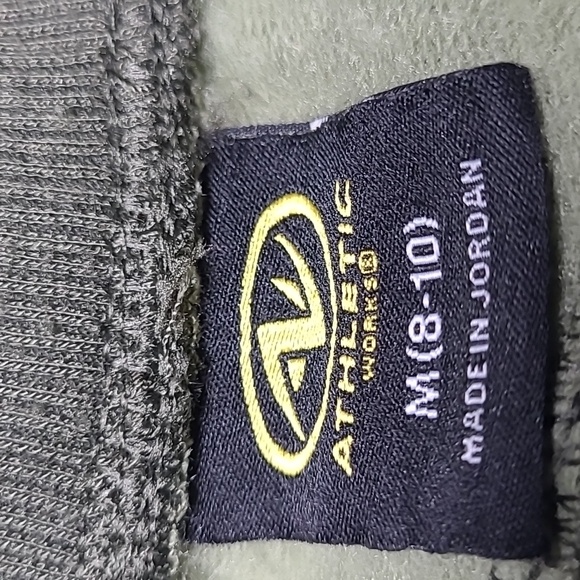 ATHLETIC
WORKS®
M(8-10)
MADE IN JORDAN